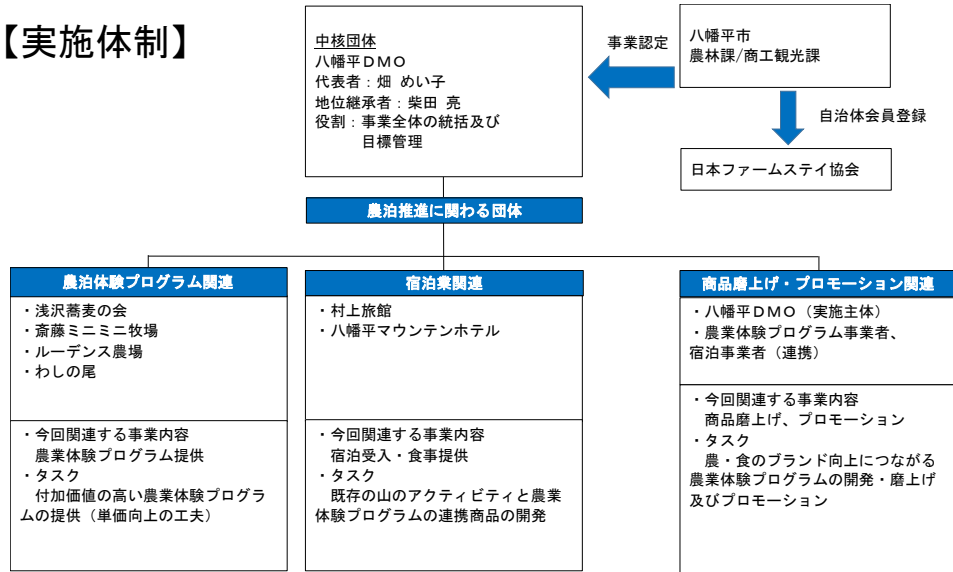 【実施体制】
中核団体
八幡平DMO
代表者：畑 めい子
地位継承者：柴田 亮
役割：事業全体の統括及び
目標管理
事業認定
八幡平市
農林課/商工観光課
自治体会員登録
日本ファームステイ協会
農泊推進に関わる団体
農泊体験プログラム関連
・浅沢蕎麦の会
・斎藤ミニミニ牧場
・ルーデンス農場
・わしの尾
・今回関連する事業内容
農業体験プログラム提供
・タスク
付加価値の高い農業体験プログラ
ムの提供（単価向上の工夫）
宿泊業関連
・村上旅館
・八幡平マウンテンホテル
・今回関連する事業内容
宿泊受入・食事提供
・タスク
既存の山のアクティビティと農業
体験プログラムの連携商品の開発
商品磨上げ・プロモーション関連
・八幡平DMO（実施主体）
・農業体験プログラム事業者、
宿泊事業者（連携）
・今回関連する事業内容
商品磨上げ、プロモーション
・タスク
農・食のブランド向上につながる
農業体験プログラムの開発・磨上げ
及びプロモーション